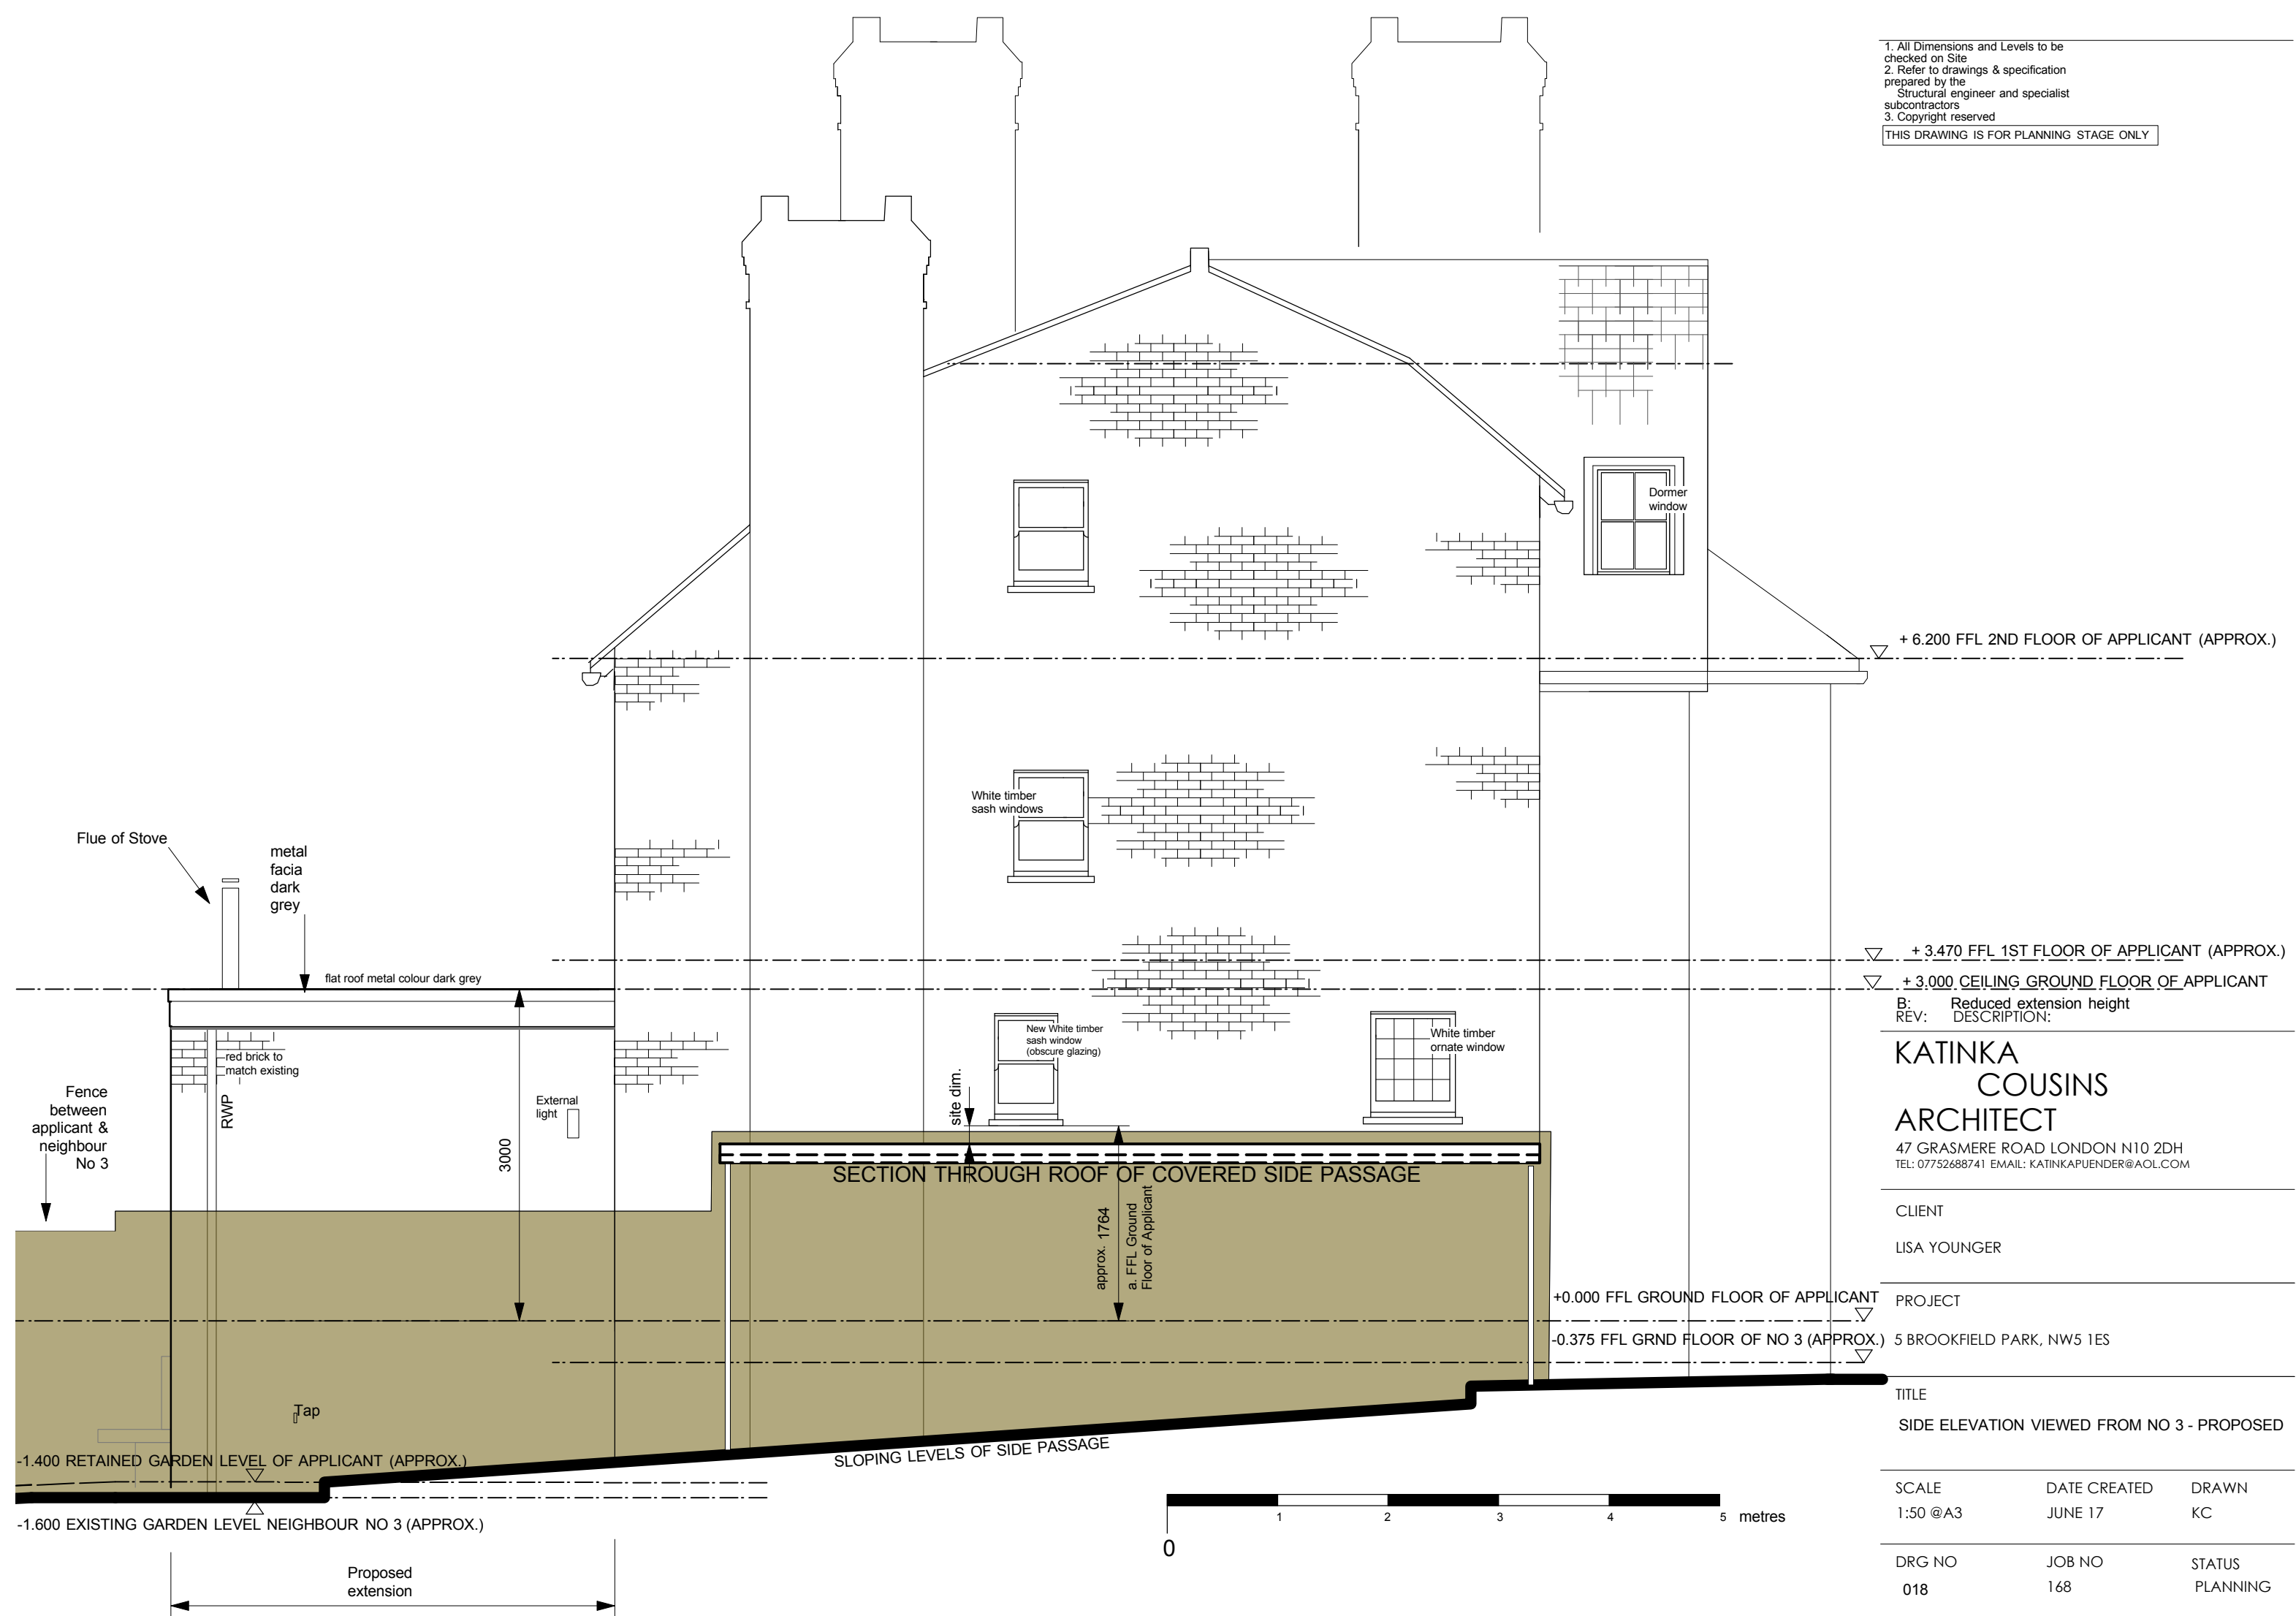 1. All Dimensions and Levels to be
checked on Site
2. Refer to drawings & specification
prepared by the
Structural engineer and specialist
subcontractors
3. Copyright reserved
THIS DRAWING IS FOR PLANNING STAGE ONLY
Dormer
window
+ 6.200 FFL 2ND FLOOR OF APPLICANT (APPROX.)
White timber
sash windows
Flue of Stove
metal
facia
dark
grey
flat roof metal colour dark grey
+ 3.470 FFL 1ST FLOOR OF APPLICANT (APPROX.)
+ 3.000 CEILING GROUND FLOOR OF APPLICANT
B: Reduced extension height
REV: DESCRIPTION:
New White timber
sash window
(obscure glazing)
White timber
ornate window
red brick to
match existing
RWP
External
light
3000
Fence
between
applicant &
neighbour
No 3
site dim.
SECTION THROUGH ROOF OF COVERED SIDE PASSAGE
approx. 1764
a. FFL Ground
Floor of Applicant
+0.000 FFL GROUND FLOOR OF APPLICANT
-0.375 FFL GRND FLOOR OF NO 3 (APPROX.)
Tap
-1.400 RETAINED GARDEN LEVEL OF APPLICANT (APPROX.)
SLOPING LEVELS OF SIDE PASSAGE
-1.600 EXISTING GARDEN LEVEL NEIGHBOUR NO 3 (APPROX.)
Proposed
extension
0 1 2 3 4 5 metres
KATINKA
COUSINS
ARCHITECT
47 GRASMERE ROAD LONDON N10 2DH
TEL: 07752688741 EMAIL: KATINKAPUENDER@AOL.COM
CLIENT
LISA YOUNGER
PROJECT
5 BROOKFIELD PARK, NW5 1ES
TITLE
SIDE ELEVATION VIEWED FROM NO 3 - PROPOSED
SCALE DATE CREATED DRAWN
1:50 @A3 JUNE 17 KC
DRG NO JOB NO STATUS
018 168 PLANNING